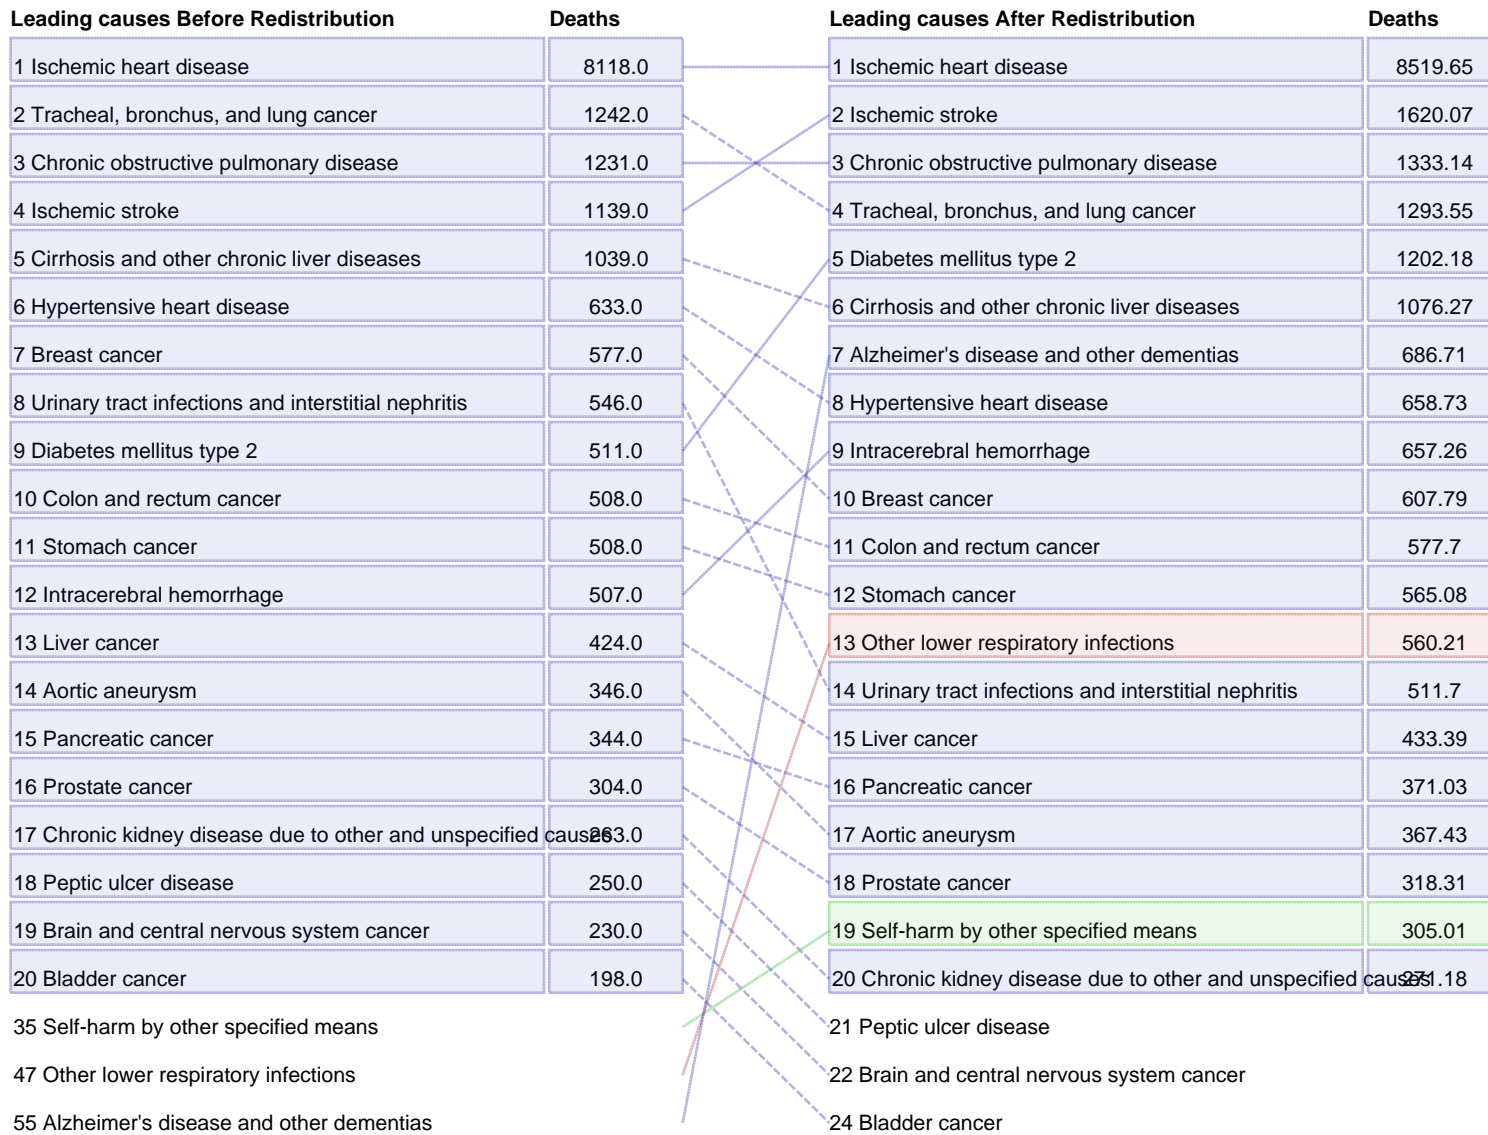 Leading causes Before Redistribution Deaths Leading causes After Redistribution Deaths
1 Ischemic heart disease 8118.0 1 Ischemic heart disease 8519.65
2 Tracheal, bronchus, and lung cancer 1242.0 2 Ischemic stroke 1620.07
3 Chronic obstructive pulmonary disease 1231.0 3 Chronic obstructive pulmonary disease 1333.14
4 Ischemic stroke 1139.0 4 Tracheal, bronchus, and lung cancer 1293.55
5 Cirrhosis and other chronic liver diseases 1039.0 5 Diabetes mellitus type 2 1202.18
6 Hypertensive heart disease 633.0 6 Cirrhosis and other chronic liver diseases 1076.27
7 Breast cancer 577.0 7 Alzheimer's disease and other dementias 686.71
8 Urinary tract infections and interstitial nephritis 546.0 8 Hypertensive heart disease 658.73
9 Diabetes mellitus type 2 511.0 9 Intracerebral hemorrhage 657.26
10 Colon and rectum cancer 508.0 10 Breast cancer 607.79
11 Stomach cancer 508.0 11 Colon and rectum cancer 577.7
12 Intracerebral hemorrhage 507.0 12 Stomach cancer 565.08
13 Liver cancer 424.0 13 Other lower respiratory infections 560.21
14 Aortic aneurysm 346.0 14 Urinary tract infections and interstitial nephritis 511.7
15 Pancreatic cancer 344.0 15 Liver cancer 433.39
16 Prostate cancer 304.0 16 Pancreatic cancer 371.03
17 Chronic kidney disease due to other and unspecified causes 263.0 17 Aortic aneurysm 367.43
18 Peptic ulcer disease 250.0 18 Prostate cancer 318.31
19 Brain and central nervous system cancer 230.0 19 Self-harm by other specified means 305.01
20 Bladder cancer 198.0 20 Chronic kidney disease due to other and unspecified causes 271.18
35 Self-harm by other specified means 21 Peptic ulcer disease
47 Other lower respiratory infections 22 Brain and central nervous system cancer
55 Alzheimer's disease and other dementias 24 Bladder cancer